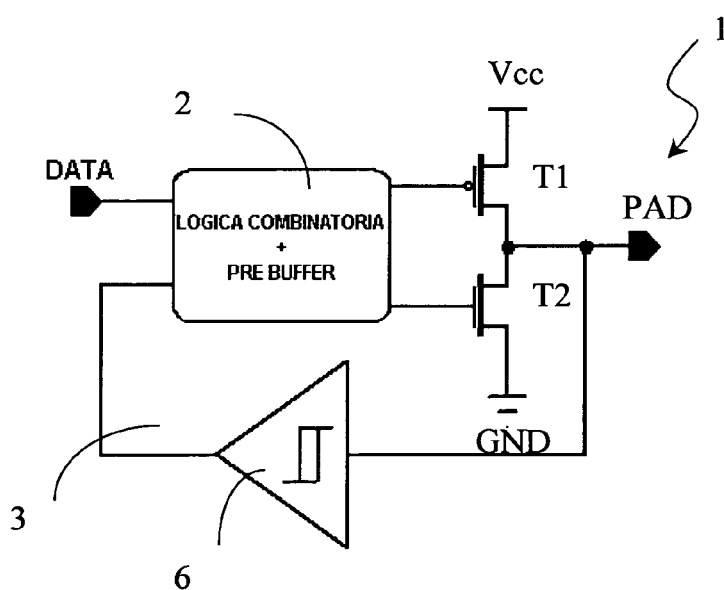 1
Vcc
2
DATA
T1
LOGICA COMBINATORIA
+
PRE BUFFER
PAD
T2
GND
3
6